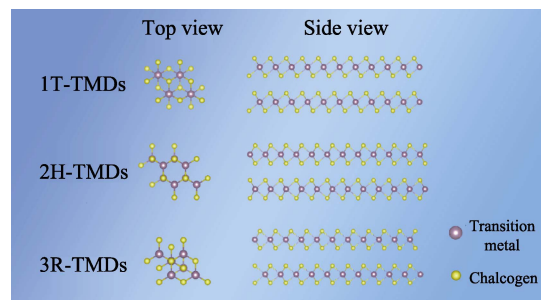 Top view
Side view
1T-TMDs
2H-TMDs
3R-TMDs
Transition
metal
Chalcogen